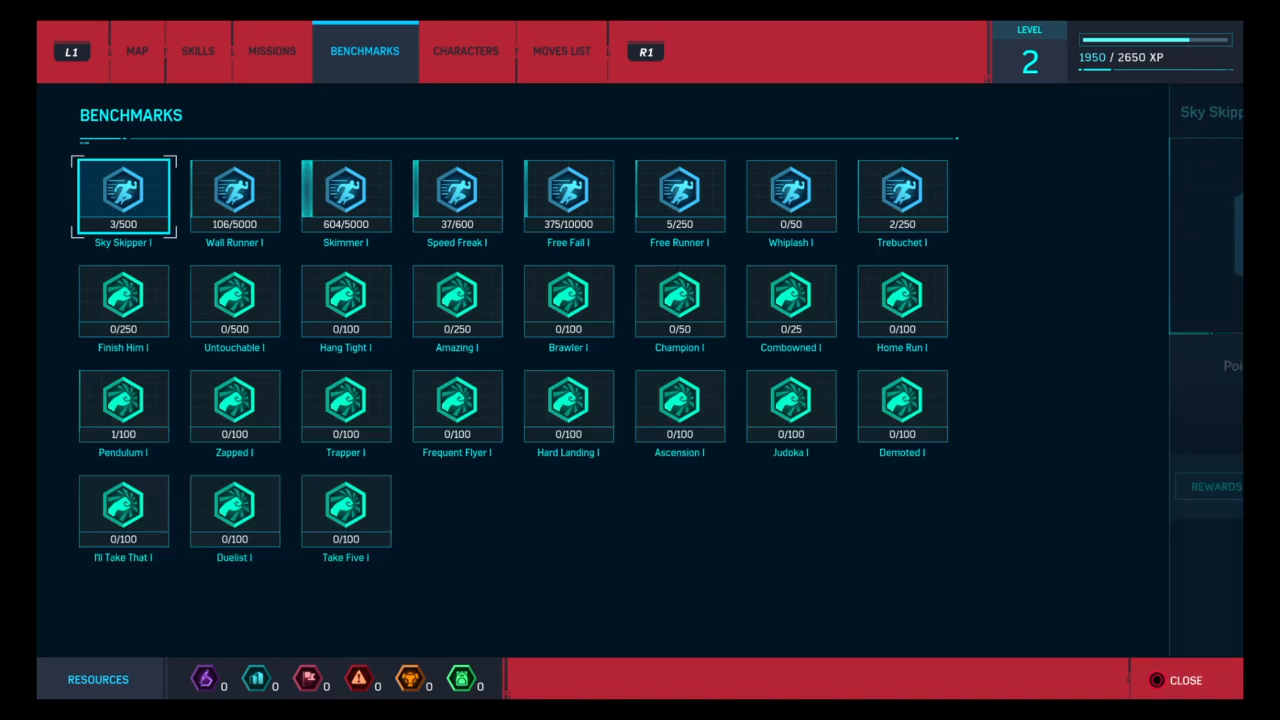 L1 MAP SKILLS MISSIONS BENCHMARKS CHARACTERS MOVES LIST R1
LEVEL
2
1950 / 2650 XP
BENCHMARKS
Sky Skipp
3/500 106/5000 604/5000 37/600 375/10000 5/250 0/50 2/250
Sky Skipper I Wall Runner I Skimmer I Speed Freak I Free Fall I Free Runner I Whiplash I Trebuchet I
0/250 0/500 0/100 0/250 0/100 0/50 0/25 0/100
Finish Him I Untouchable I Hang Tight I Amazing I Brawler I Champion I Combowned I Home Run I
Poi
1/100 0/100 0/100 0/100 0/100 0/100 0/100 0/100
Pendulum I Zapped I Trapper I Frequent Flyer I Hard Landing I Ascension I Judoka I Demoted I
REWARDS
0/100 0/100 0/100
I'll Take That I Duelist I Take Five I
RESOURCES 0 0 0 0 0 0 CLOSE